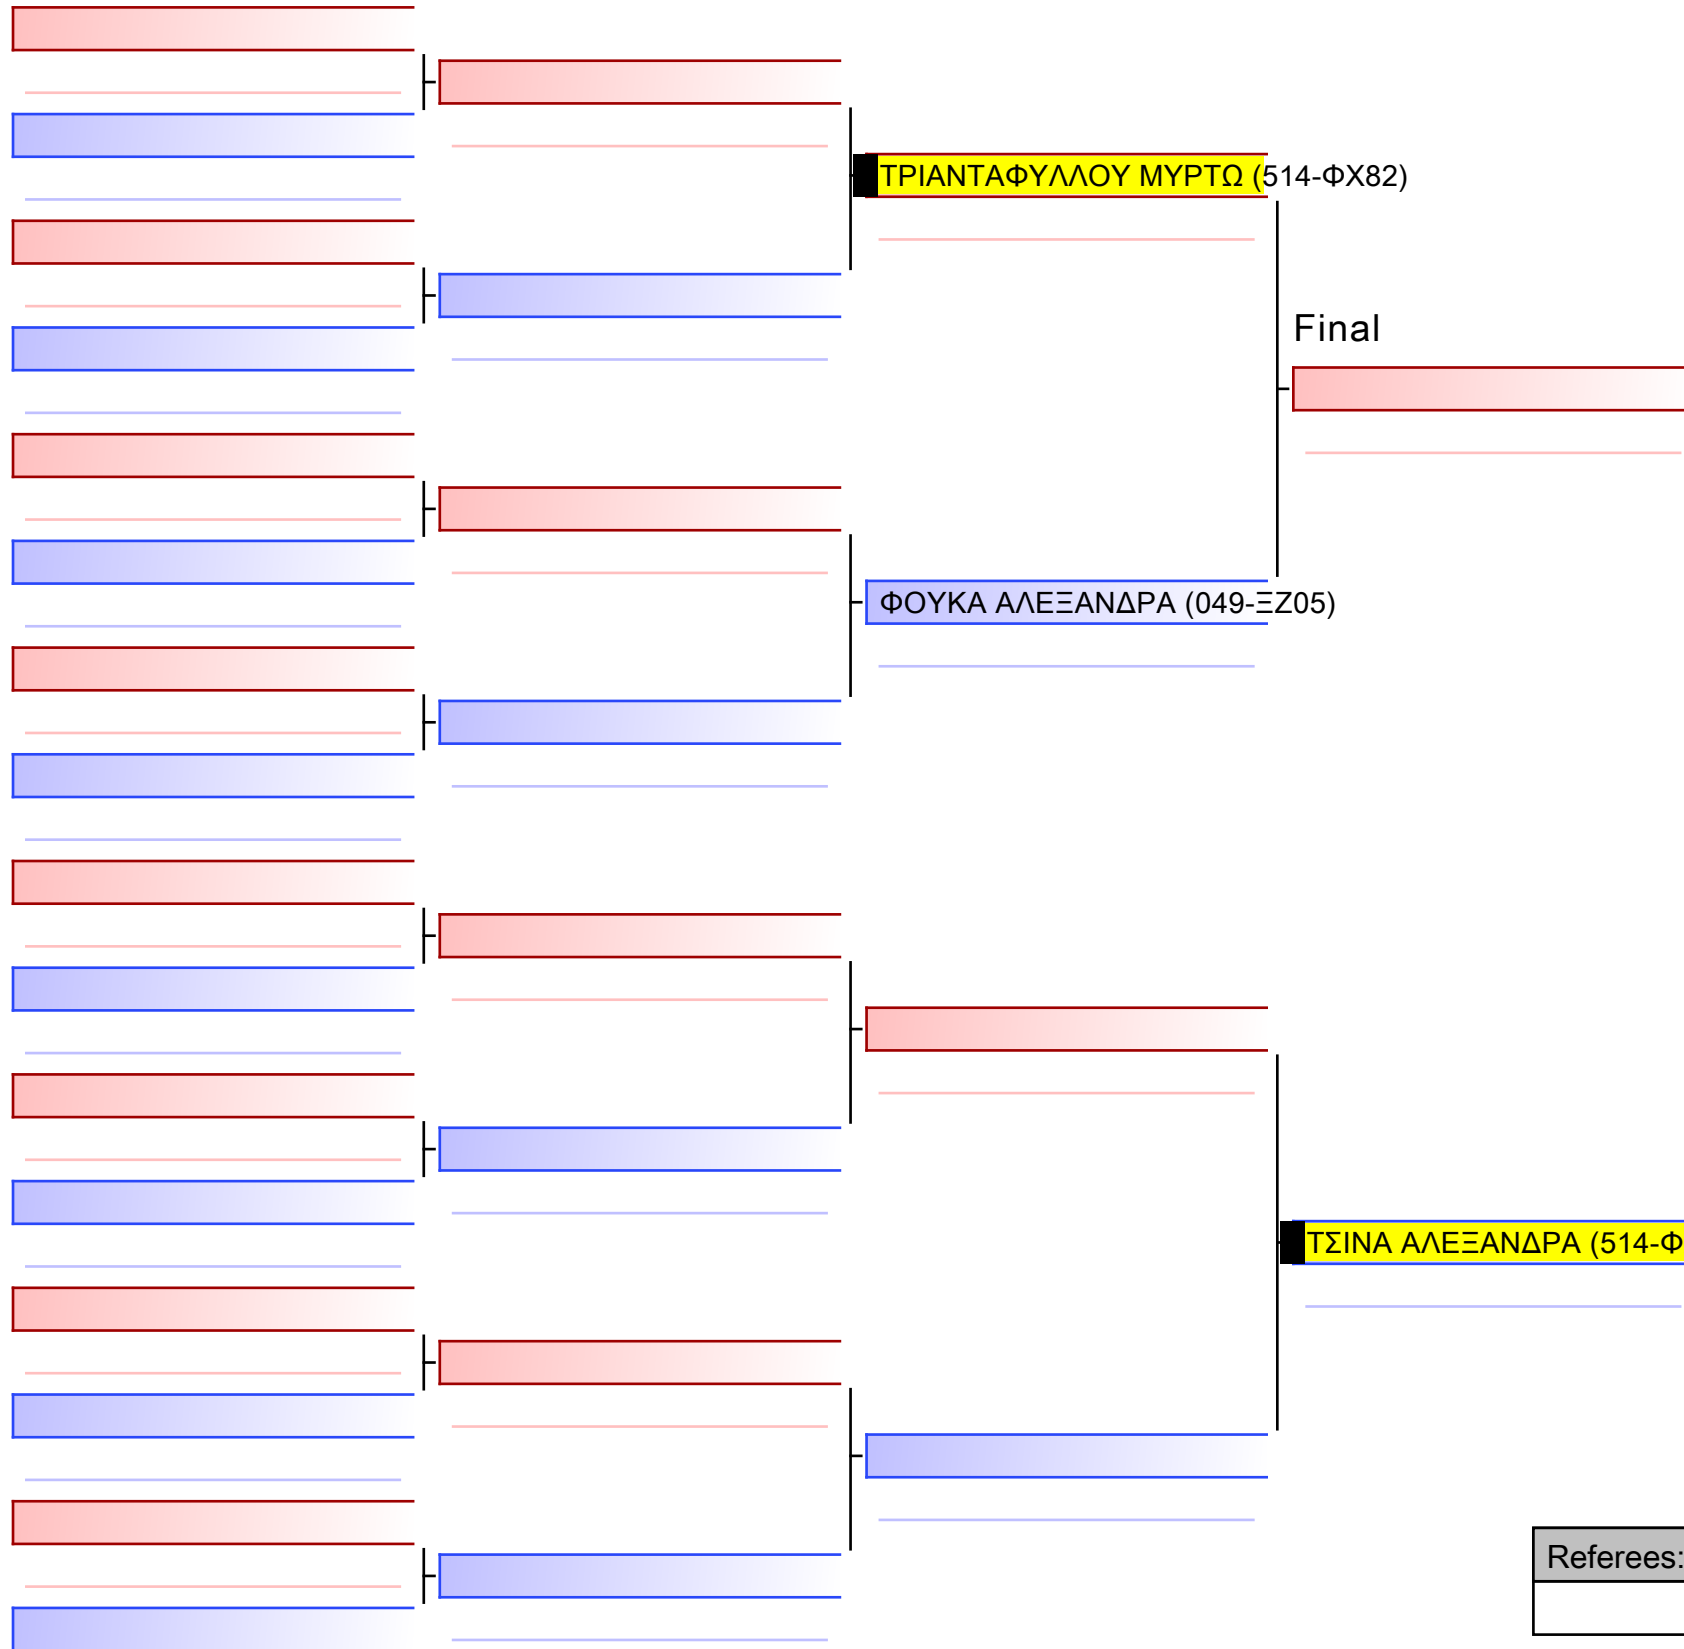 ΤΡΙΑΝΤΑΦΥΛΛΟΥ ΜΥΡΤΩ (514-ΦΧ82)
Final
ΦΟΥΚΑ ΑΛΕΞΑΝΔΡΑ (049-ΞΖ05)
ΤΣΙΝΑ ΑΛΕΞΑΝΔΡΑ (514-Φ
Referees: